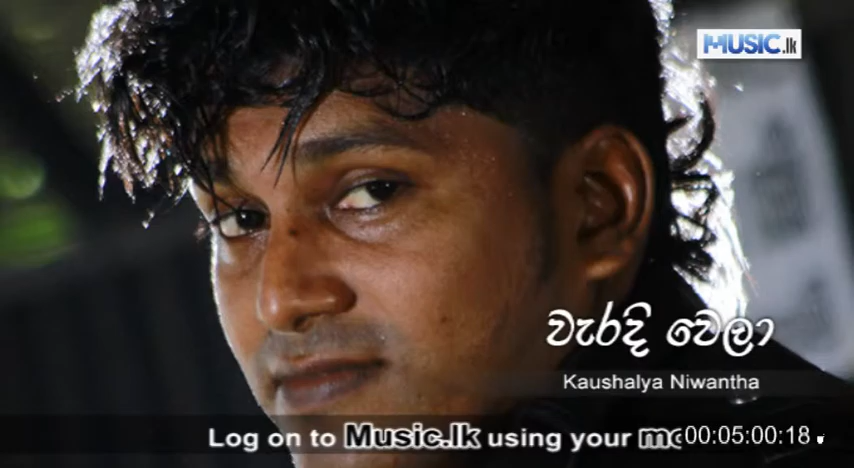 MUSIC.lk
වැරදි වෙලා
Kaushalya Niwantha
Log on to Music.lk using your
00:05:00:18